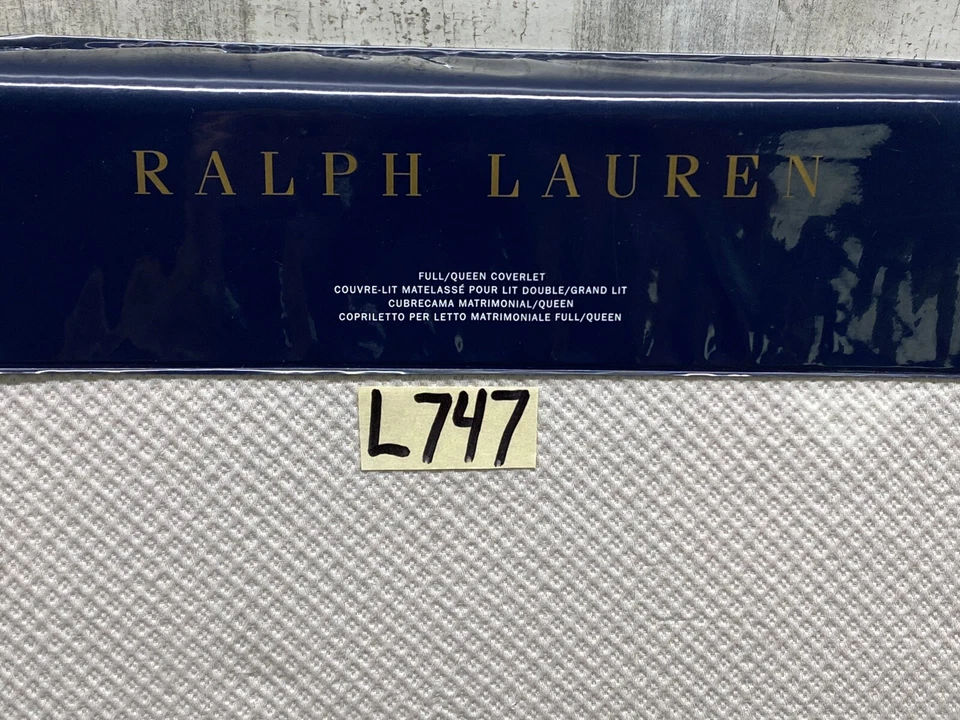 RALPH LAUREN
FULL/QUEEN COVERLET
COUVRE-LIT MATELASSÉ POUR LIT DOUBLE/GRAND LIT
CUBRECAMA MATRIMONIAL/QUEEN
COPRILETTO PER LETTO MATRIMONIALE FULL/QUEEN
L747